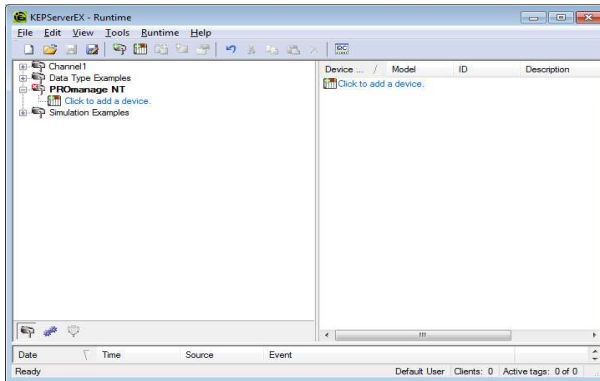 KEPServerEX - Runtime
File Edit View Tools Runtime Help
Channel1
Data Type Examples
PROmanage NT
Click to add a device.
Simulation Examples
Device ... / Model ID Description
Click to add a device.
Date Time Source Event
Ready Default User Clients: 0 Active tags: 0 of 0